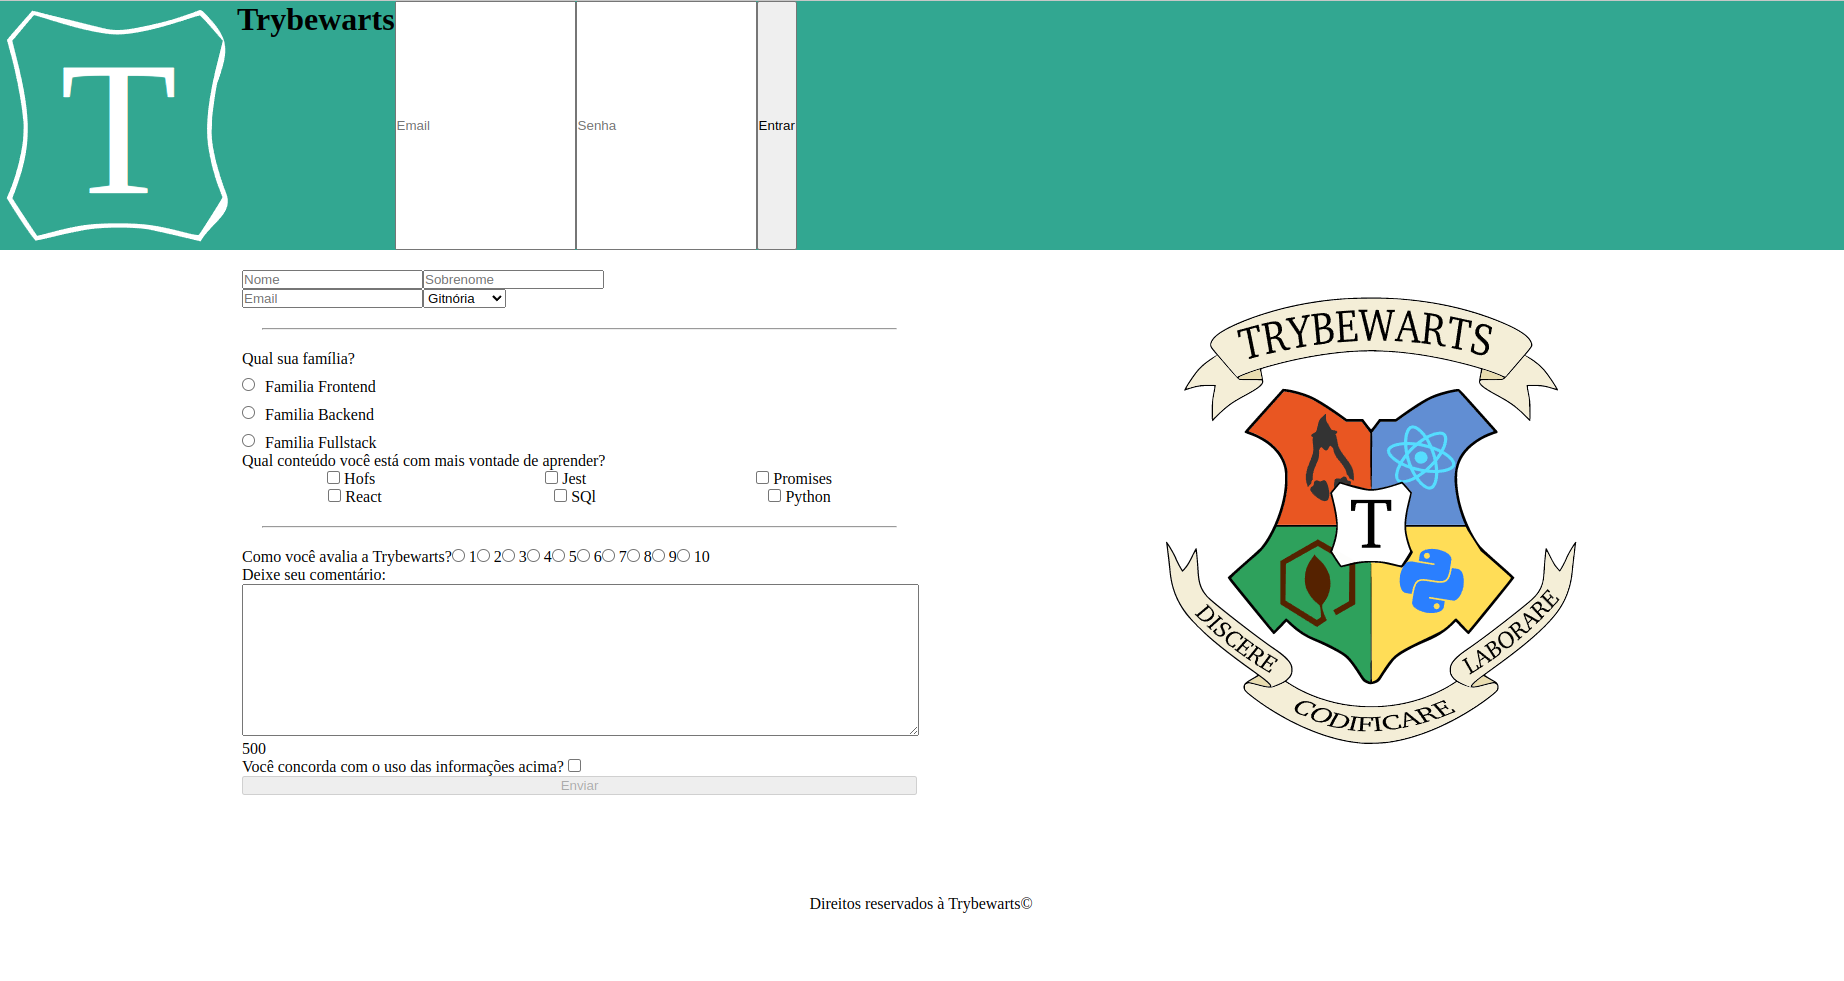 T
Trybewarts
Email Senha Entrar
Nome Sobrenome
Email Gitnória
Qual sua família?
Familia Frontend
Familia Backend
Familia Fullstack
Qual conteúdo você está com mais vontade de aprender?
Hofs Jest Promises
React SQl Python
Como você avalia a Trybewarts? 1 2 3 4 5 6 7 8 9 10
Deixe seu comentário:
500
Você concorda com o uso das informações acima?
Enviar
TRYBEWARTS
T
DISCERE
LABORARE
CODIFICARE
Direitos reservados à Trybewarts©